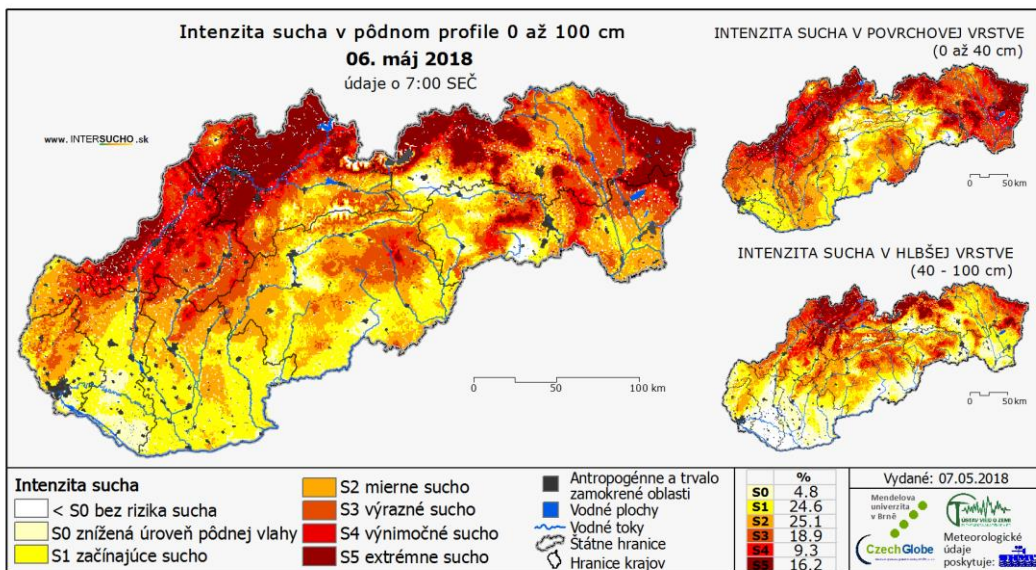 Intenzita sucha v pôdnom profile 0 až 100 cm
06. máj 2018
údaje o 7:00 SEČ
www. INTERSUCHO.sk
0 50 100 km
INTENZITA SUCHA V POVRCHOVEJ VRSTVE
(0 až 40 cm)
0 50 km
INTENZITA SUCHA V HLBŠEJ VRSTVE
(40 - 100 cm)
0 50 km
Intenzita sucha
< S0 bez rizika sucha
S0 znížená úroveň pôdnej vlahy
S1 začínajúce sucho
S2 mierne sucho
S3 výrazné sucho
S4 výnimočné sucho
S5 extrémne sucho
Antropogénne a trvalo
zamokrené oblasti
Vodné plochy
Vodné toky
Štátne hranice
Hranice krajov
%
S0 4.8
S1 24.6
S2 25.1
S3 18.9
S4 9.3
S5 16.2
Vydané: 07.05.2018
Mendelova
univerzita
v Brně
CzechGlobe
Meteorologické
údaje
poskytuje: